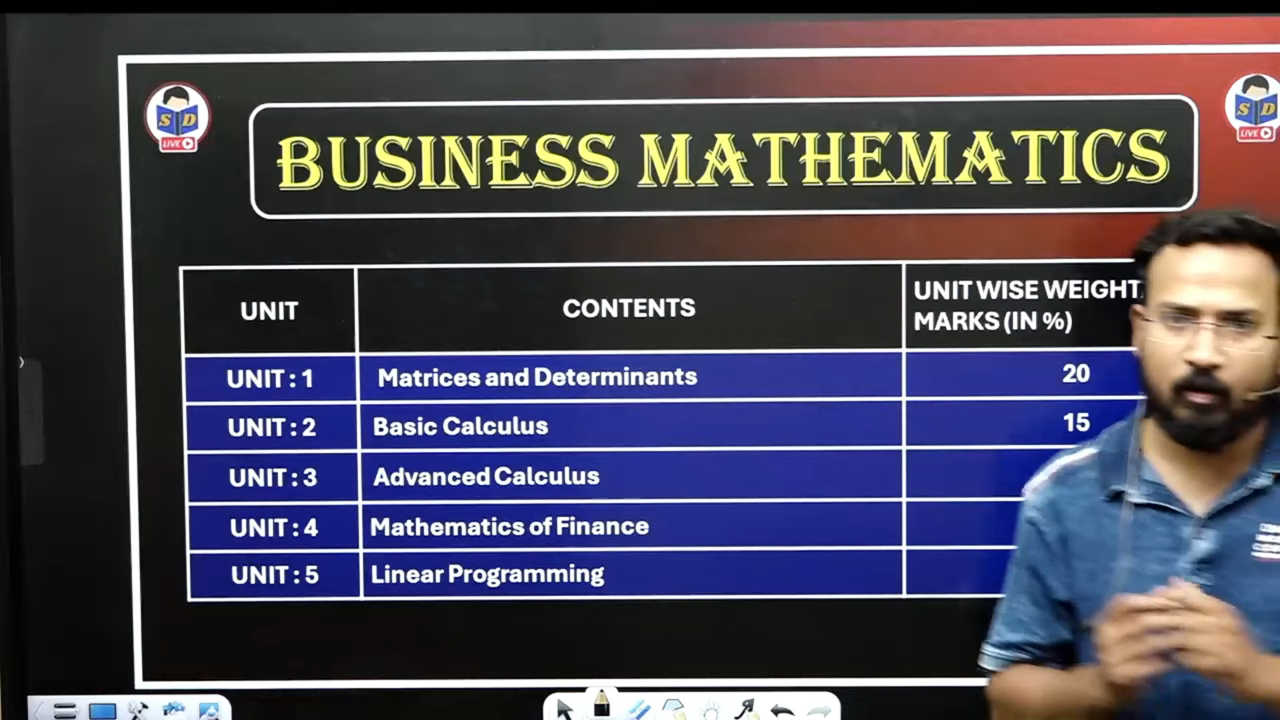 S D
LIVE
S D
LIVE
BUSINESS MATHEMATICS
UNIT
CONTENTS
UNIT WISE WEIGHT
MARKS (IN %)
UNIT : 1
Matrices and Determinants
20
UNIT : 2
Basic Calculus
15
UNIT : 3
Advanced Calculus
UNIT : 4
Mathematics of Finance
UNIT : 5
Linear Programming